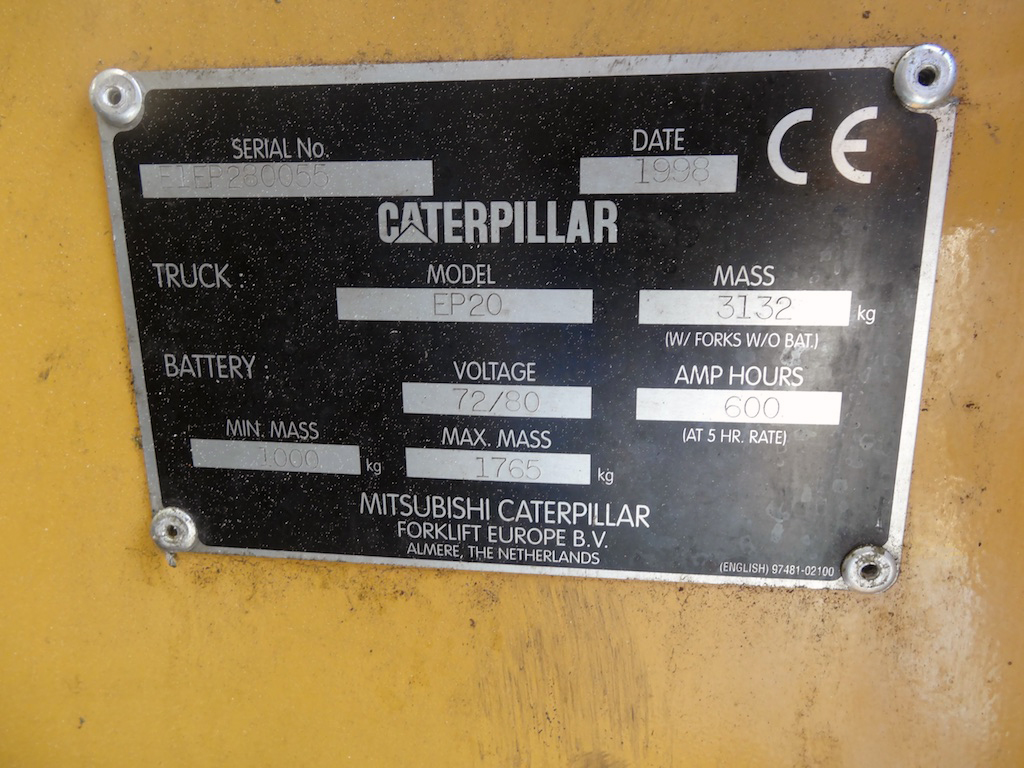 SERIAL No.
E1EP280055
DATE
1998
CE
CATERPILLAR
TRUCK :
MODEL
EP20
MASS
3132 kg
(W/ FORKS W/O BAT.)
BATTERY :
VOLTAGE
72/80
AMP HOURS
600
(AT 5 HR. RATE)
MIN. MASS
1000 kg
MAX. MASS
1765 kg
MITSUBISHI CATERPILLAR
FORKLIFT EUROPE B.V.
ALMERE, THE NETHERLANDS
(ENGLISH) 97481-02100